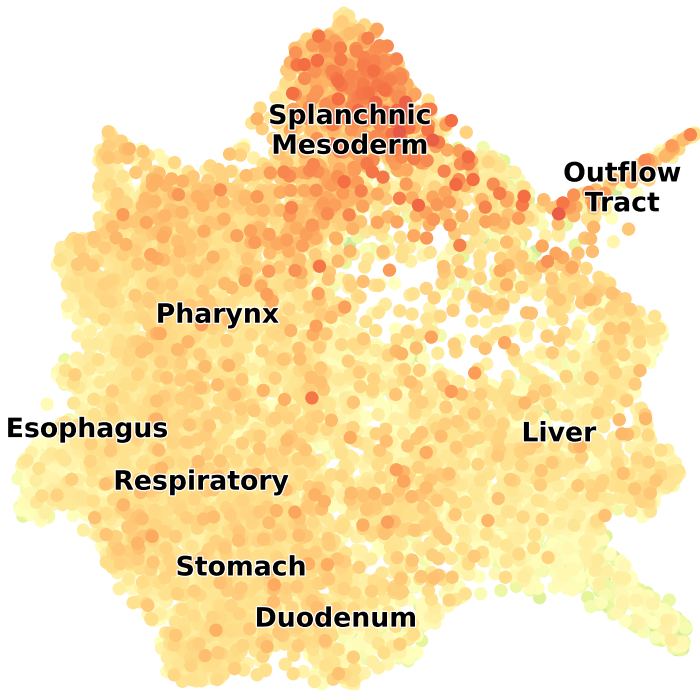 Splanchnic
Mesoderm
Outflow
Tract
Pharynx
Esophagus
Liver
Respiratory
Stomach
Duodenum